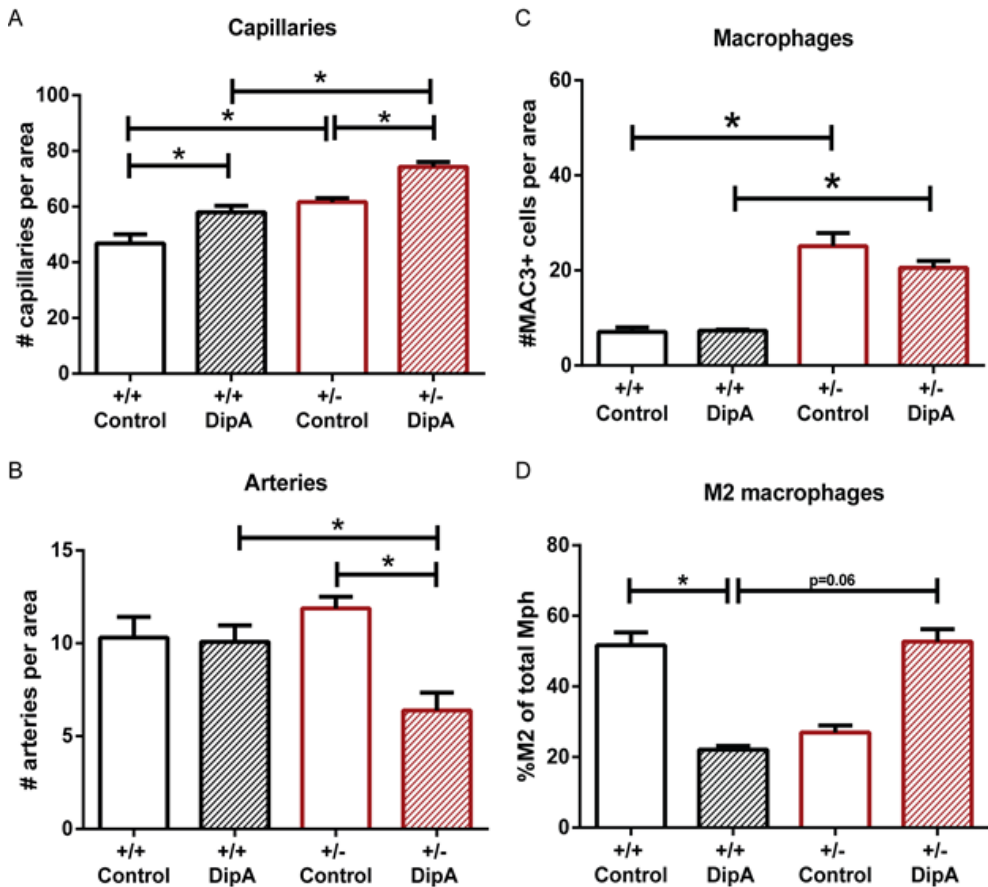 A
Capillaries
# capillaries per area
100
80
60
40
20
0
*
*
*
*
+/+ +/+ +/- +/-
Control DipA Control DipA
B
Arteries
# arteries per area
15
10
5
0
*
*
+/+ +/+ +/- +/-
Control DipA Control DipA
C
Macrophages
#MAC3+ cells per area
60
40
20
0
*
*
+/+ +/+ +/- +/-
Control DipA Control DipA
D
M2 macrophages
%M2 of total Mph
80
60
40
20
0
*
p=0.06
+/+ +/+ +/- +/-
Control DipA Control DipA